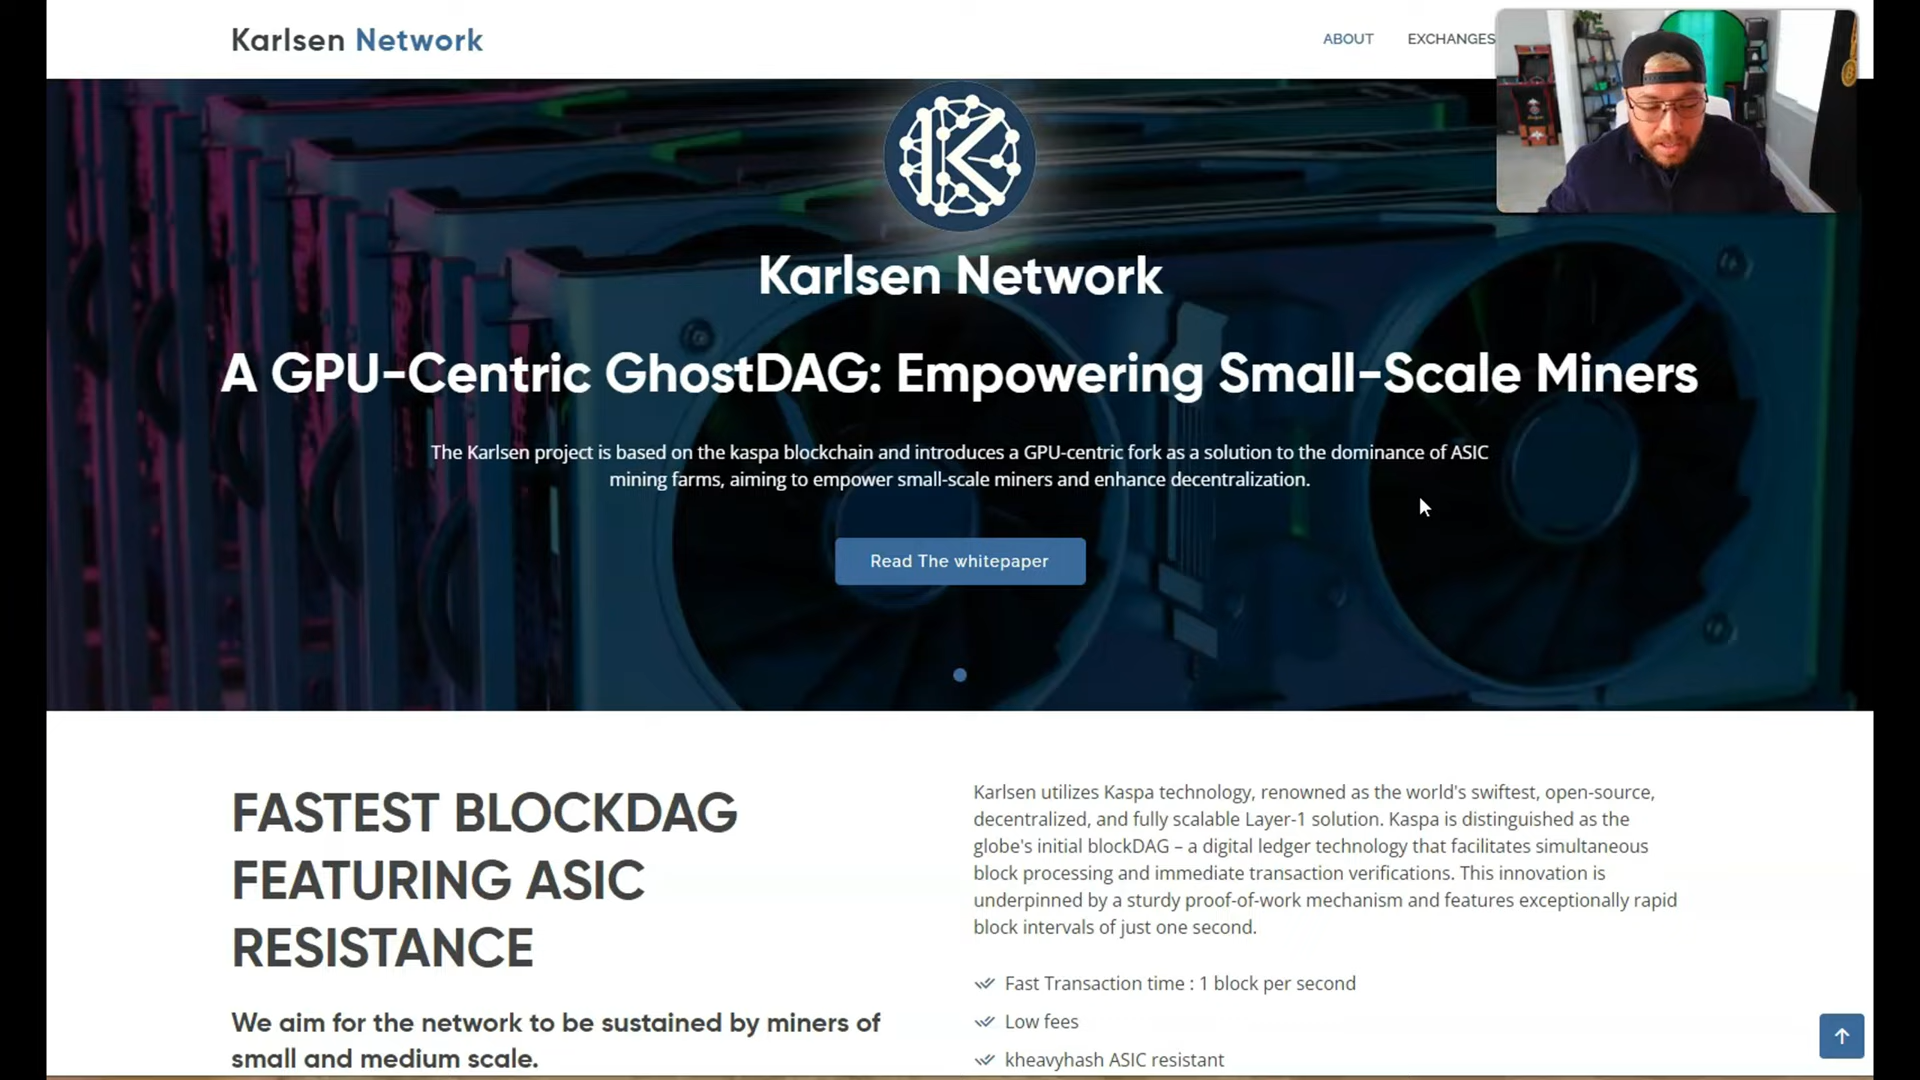 Karlsen Network
ABOUT
EXCHANGES
K
Karlsen Network
A GPU-Centric GhostDAG: Empowering Small-Scale Miners
The Karlsen project is based on the kaspa blockchain and introduces a GPU-centric fork as a solution to the dominance of ASIC
mining farms, aiming to empower small-scale miners and enhance decentralization.
Read The whitepaper
FASTEST BLOCKDAG
FEATURING ASIC
RESISTANCE
We aim for the network to be sustained by miners of
small and medium scale.
Karlsen utilizes Kaspa technology, renowned as the world's swiftest, open-source,
decentralized, and fully scalable Layer-1 solution. Kaspa is distinguished as the
globe's initial blockDAG – a digital ledger technology that facilitates simultaneous
block processing and immediate transaction verifications. This innovation is
underpinned by a sturdy proof-of-work mechanism and features exceptionally rapid
block intervals of just one second.
Fast Transaction time : 1 block per second
Low fees
kheavyhash ASIC resistant